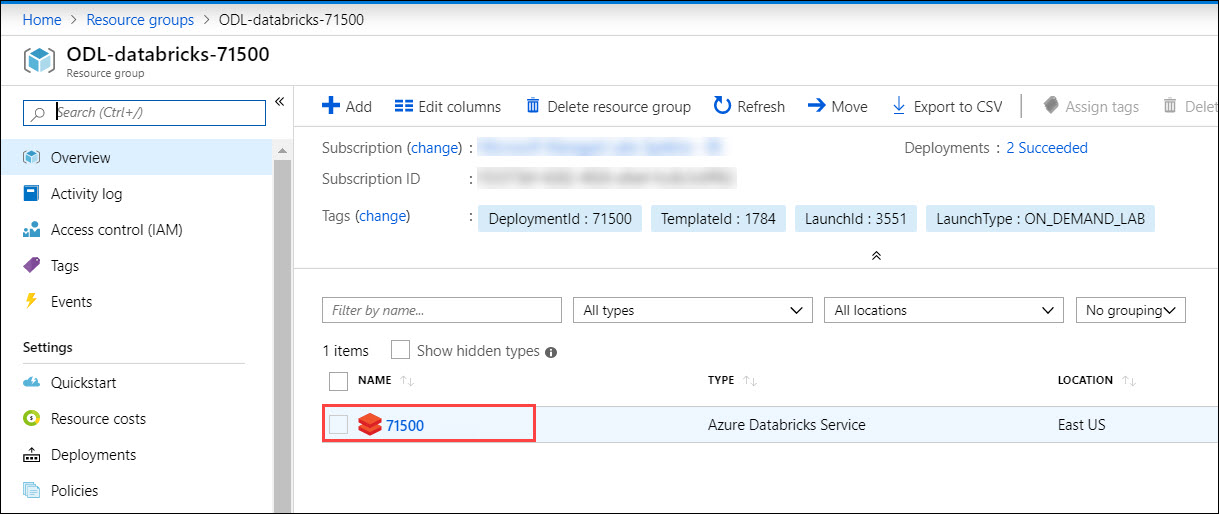 Home > Resource groups > ODL-databricks-71500
ODL-databricks-71500
Resource group
Search (Ctrl+/)
«
Overview
Activity log
Access control (IAM)
Tags
Events
Settings
Quickstart
Resource costs
Deployments
Policies
Add Edit columns Delete resource group Refresh Move Export to CSV Assign tags Delet
Subscription (change) : Deployments : 2 Succeeded
Subscription ID :
Tags (change) : DeploymentId : 71500 TemplateId : 1784 LaunchId : 3551 LaunchType : ON_DEMAND_LAB
Filter by name... All types All locations No grouping
1 items Show hidden types
NAME TYPE LOCATION
71500 Azure Databricks Service East US